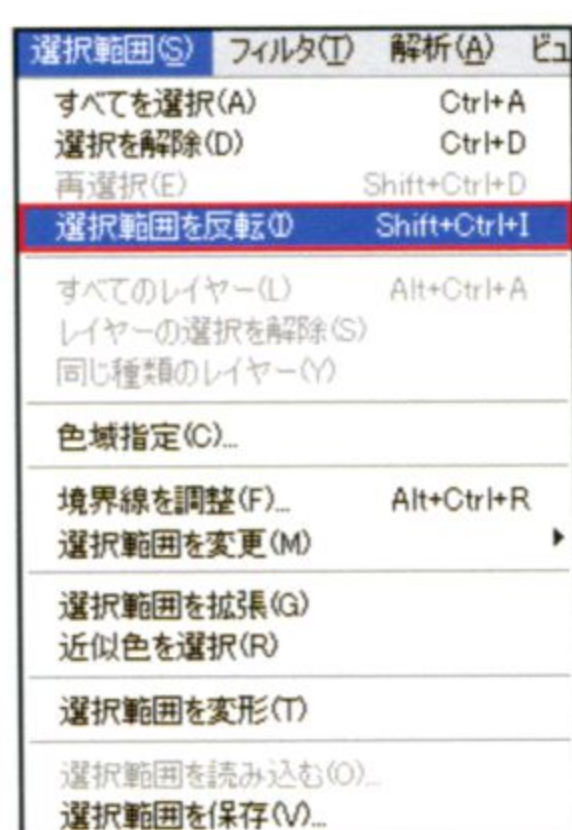 選択範囲(S) フィルタ(T) 解析(A) ビュ
すべてを選択(A) Ctrl+A
選択を解除(D) Ctrl+D
再選択(E) Shift+Ctrl+D
選択範囲を反転(I) Shift+Ctrl+I
すべてのレイヤー(L) Alt+Ctrl+A
レイヤーの選択を解除(S)
同じ種類のレイヤー(Y)
色域指定(C)...
境界線を調整(F)... Alt+Ctrl+R
選択範囲を変更(M)
選択範囲を拡張(G)
近似色を選択(R)
選択範囲を変形(T)
選択範囲を読み込む(O)...
選択範囲を保存(V)...